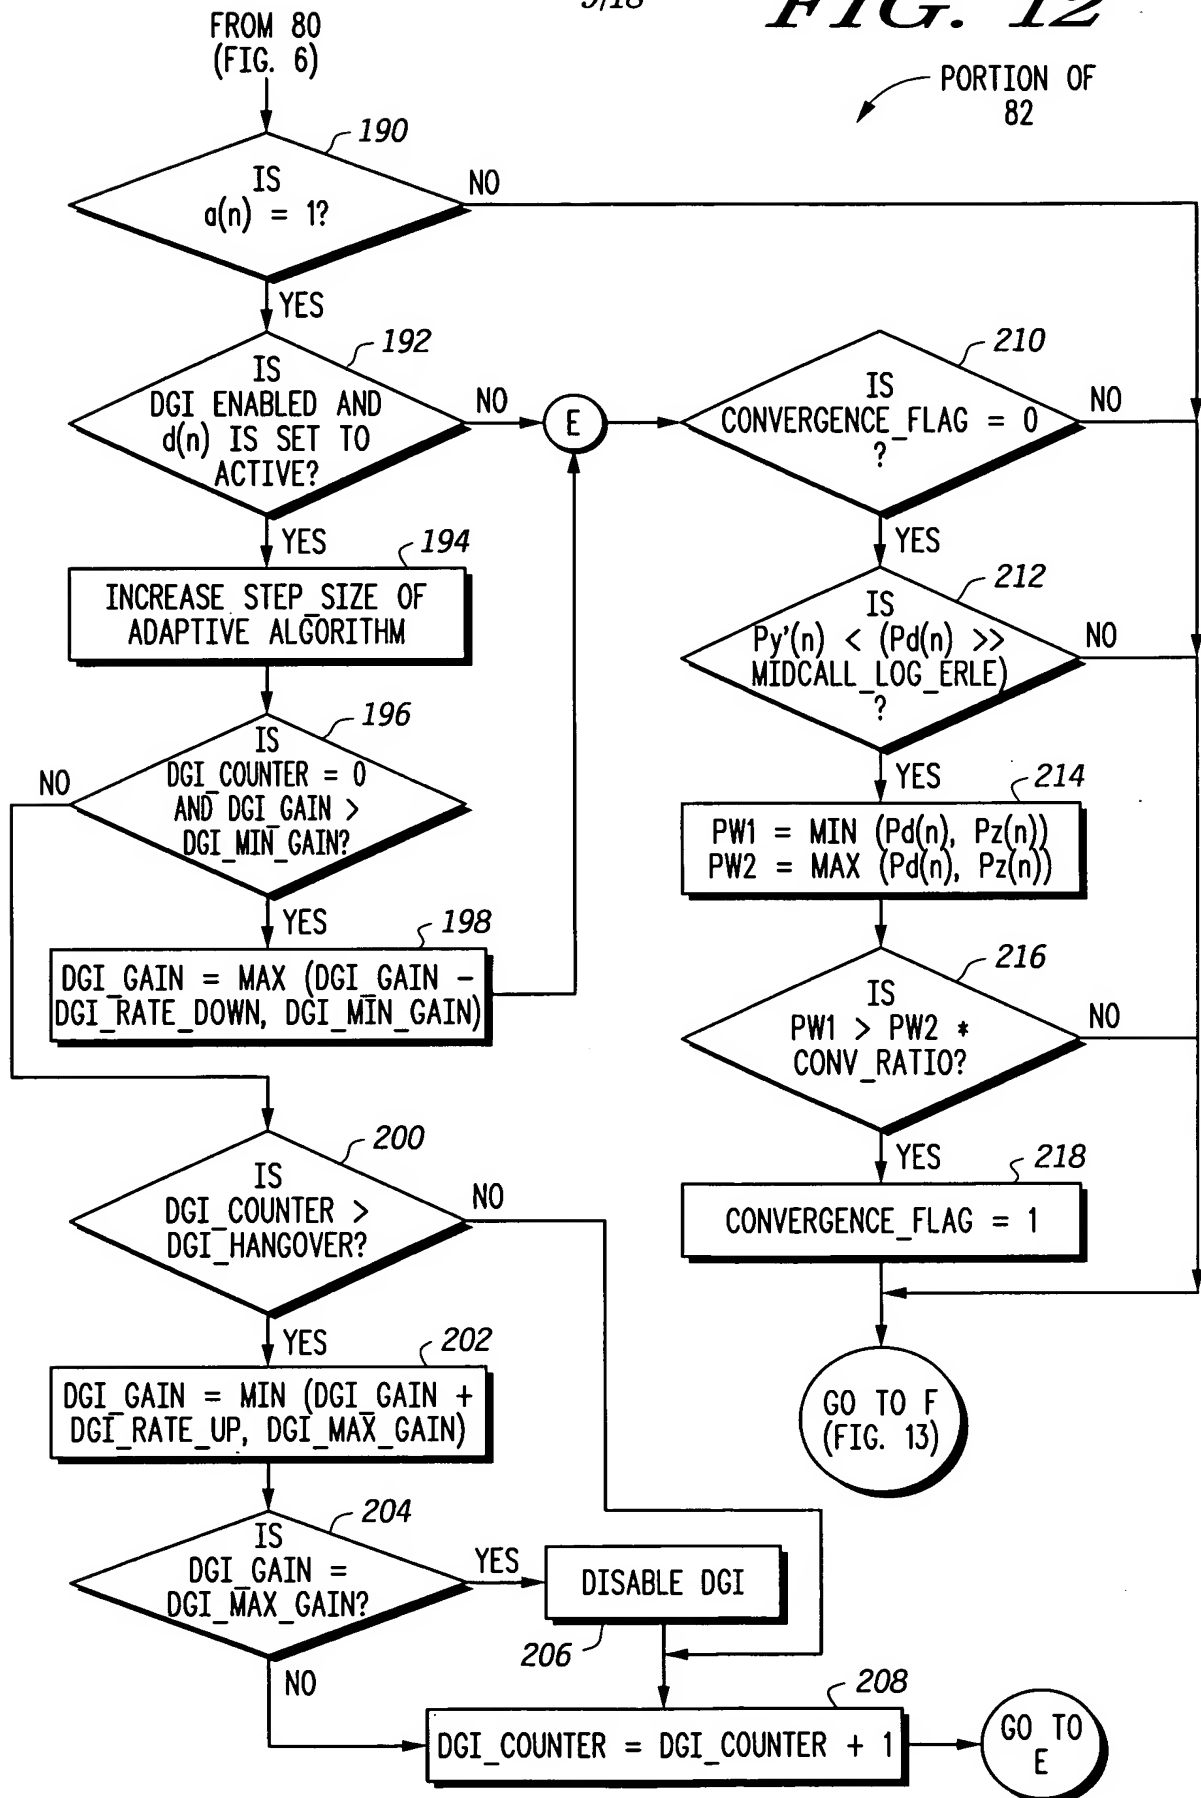 9/18
FIG. 12
FROM 80
(FIG. 6)
PORTION OF
82
190
IS
a(n) = 1?
NO
YES
192
IS
DGI ENABLED AND
d(n) IS SET TO
ACTIVE?
NO
E
YES
194
INCREASE STEP_SIZE OF
ADAPTIVE ALGORITHM
196
IS
DGI_COUNTER = 0
AND DGI_GAIN >
DGI_MIN_GAIN?
NO
YES
198
DGI_GAIN = MAX (DGI_GAIN -
DGI_RATE_DOWN, DGI_MIN_GAIN)
200
IS
DGI_COUNTER >
DGI_HANGOVER?
NO
YES
202
DGI_GAIN = MIN (DGI_GAIN +
DGI_RATE_UP, DGI_MAX_GAIN)
204
IS
DGI_GAIN =
DGI_MAX_GAIN?
YES
DISABLE DGI
206
NO
208
DGI_COUNTER = DGI_COUNTER + 1
GO TO
E
210
IS
CONVERGENCE_FLAG = 0
?
NO
YES
212
IS
Py'(n) < (Pd(n) >>
MIDCALL_LOG_ERLE)
?
NO
YES
214
PW1 = MIN (Pd(n), Pz(n))
PW2 = MAX (Pd(n), Pz(n))
216
IS
PW1 > PW2 *
CONV_RATIO?
NO
YES
218
CONVERGENCE_FLAG = 1
GO TO F
(FIG. 13)